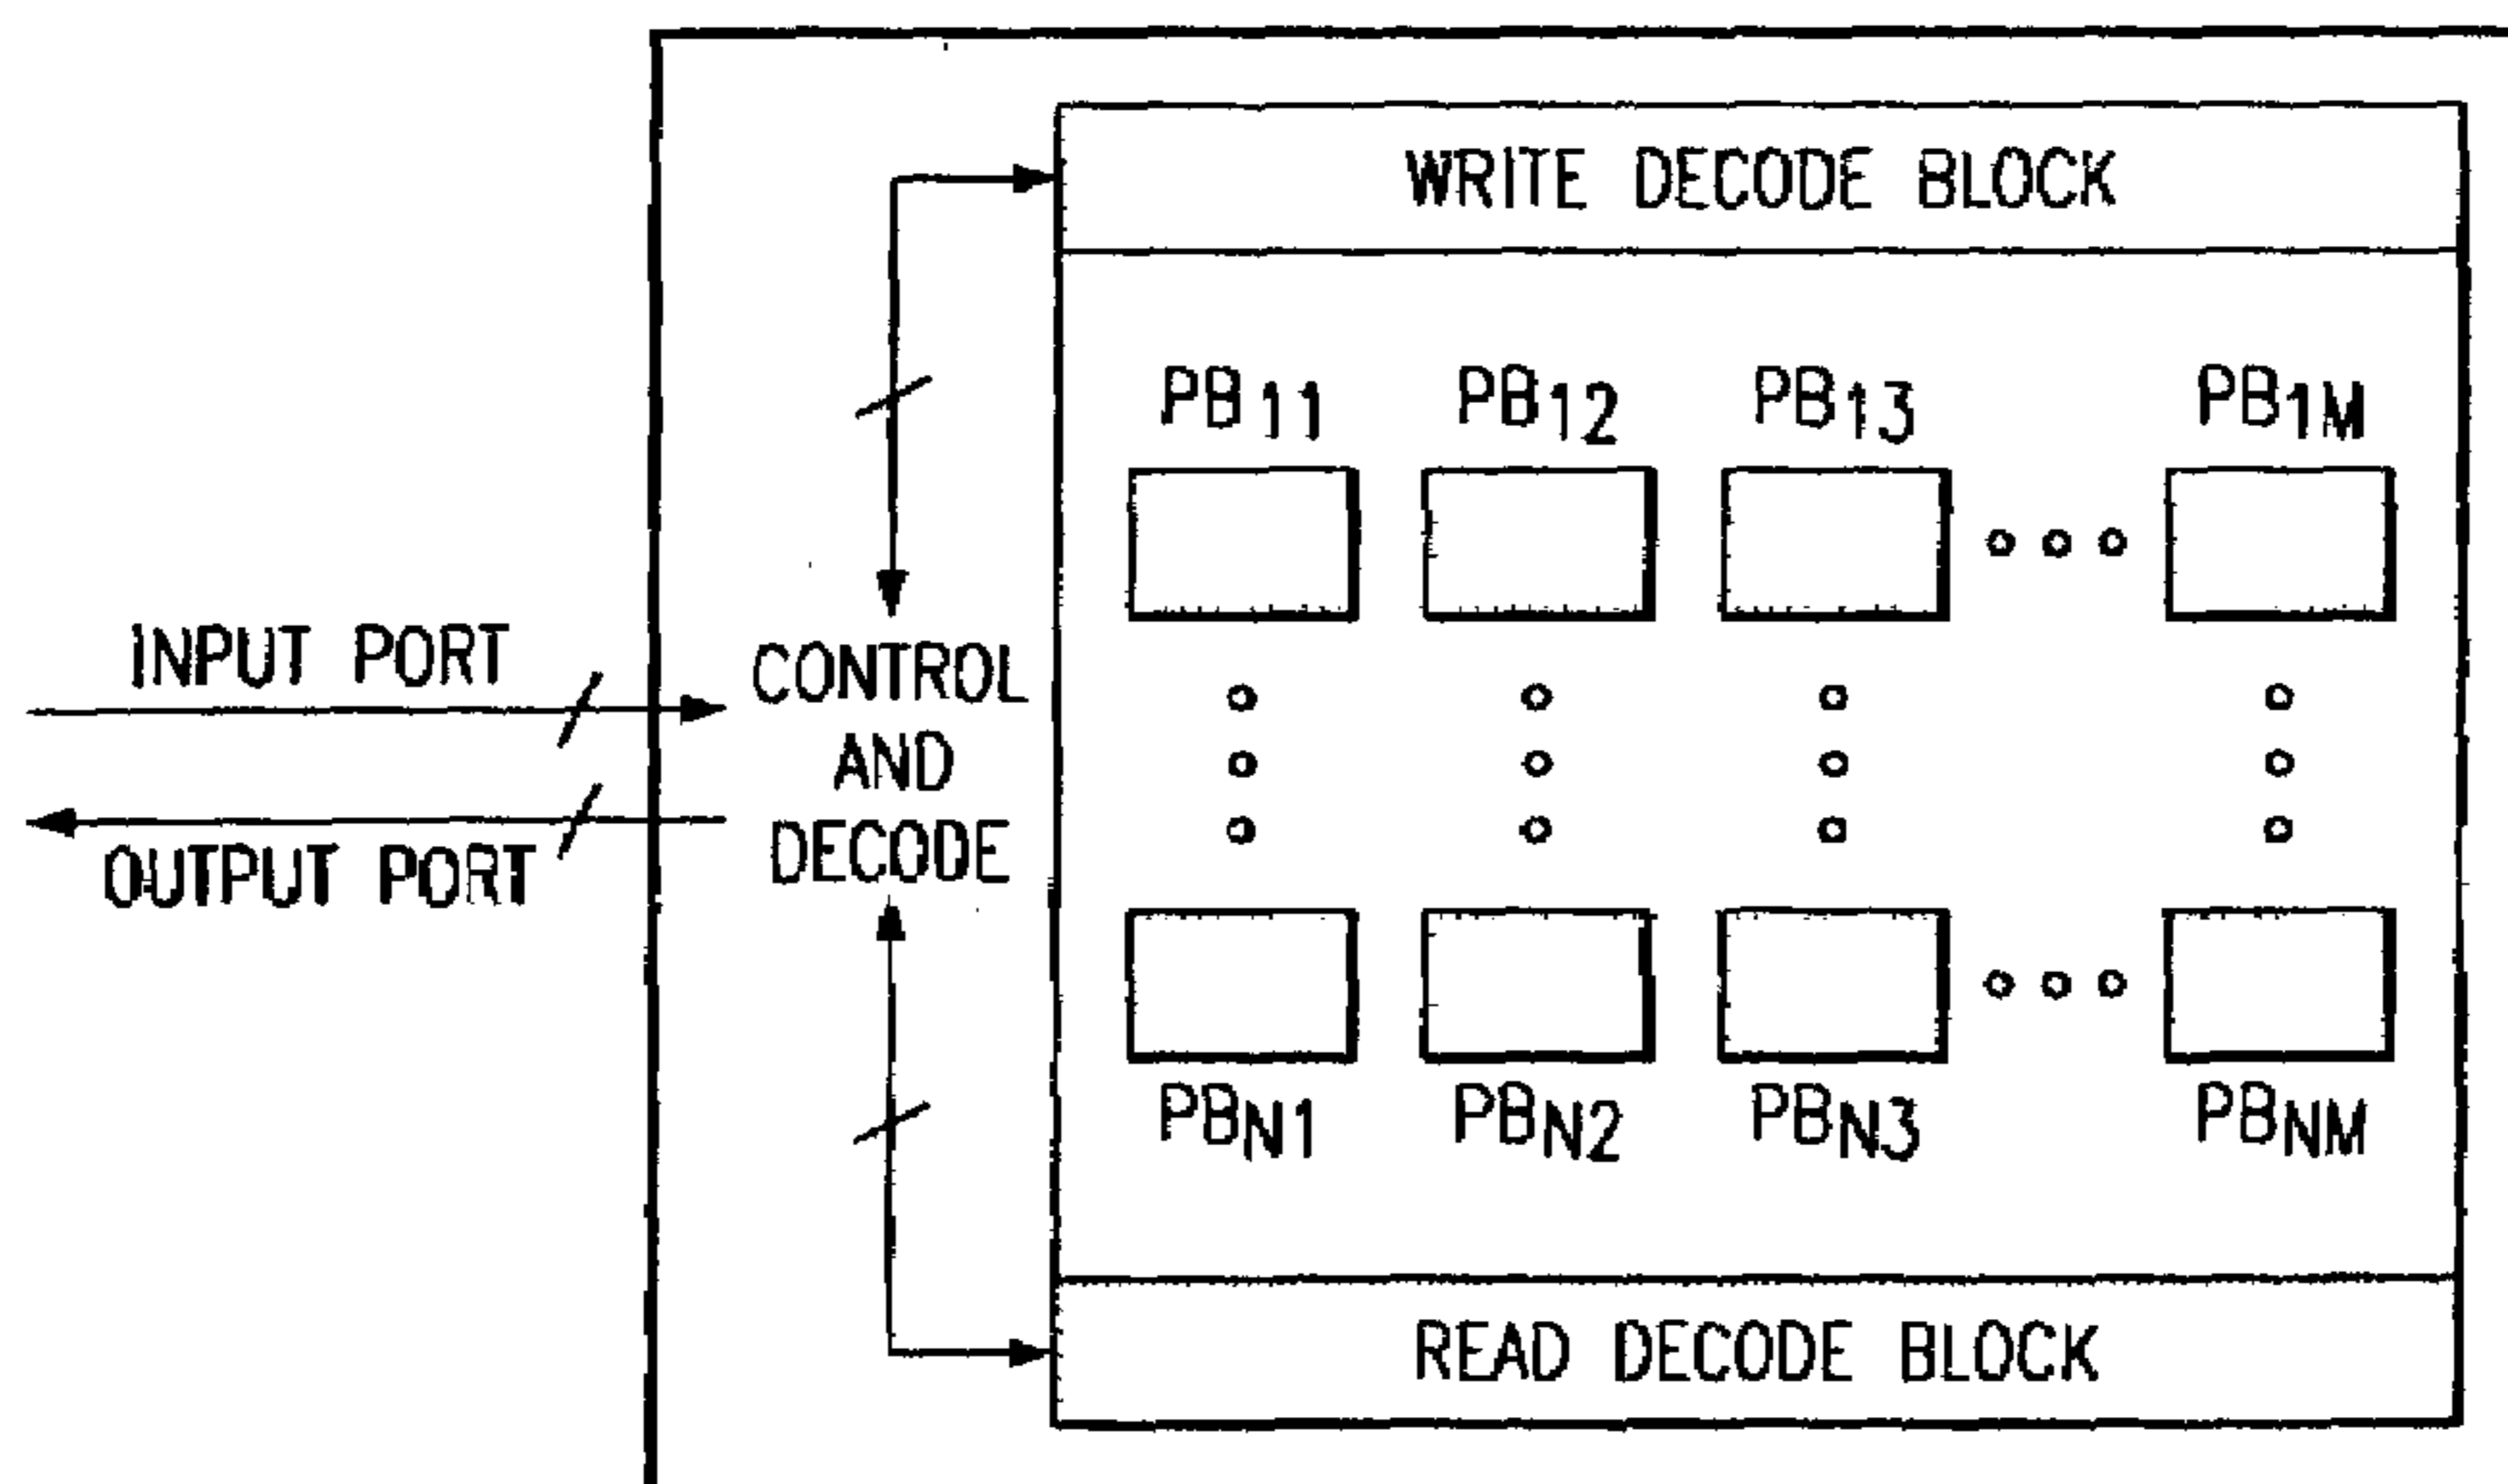 WRITE DECODE BLOCK
PB11 PB12 PB13 PB1M
INPUT PORT
OUTPUT PORT
CONTROL
AND
DECODE
PBN1 PBN2 PBN3 PBNM
READ DECODE BLOCK